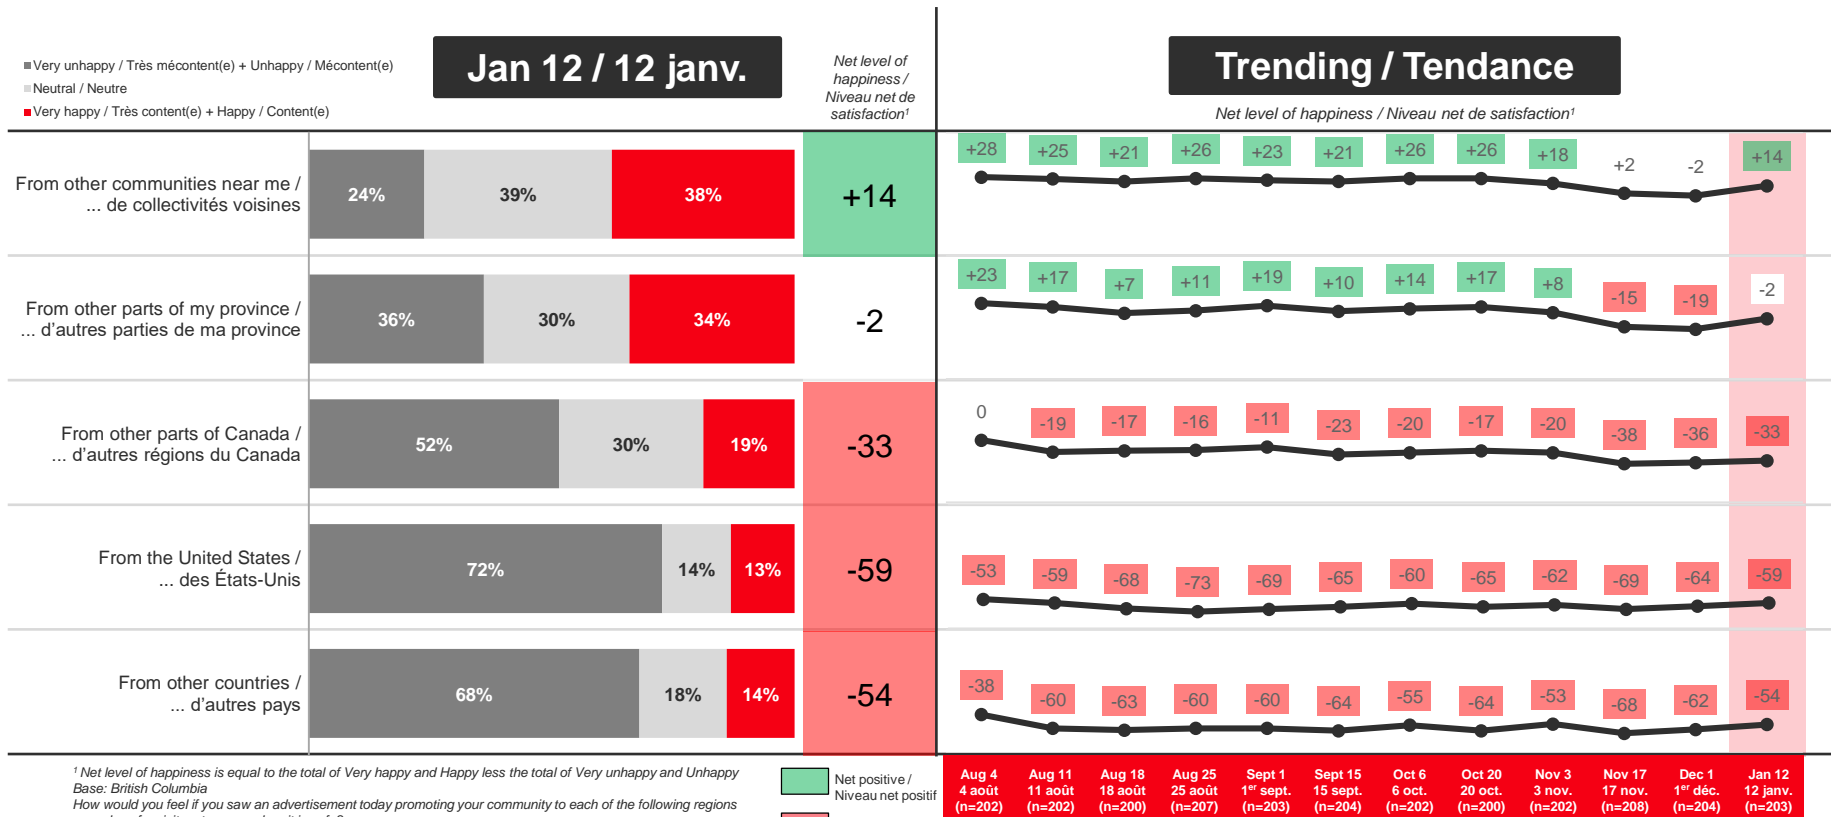 Very unhappy / Très mécontent(e) + Unhappy / Mécontent(e)
Neutral / Neutre
Very happy / Très content(e) + Happy / Content(e)
Jan 12 / 12 janv.
Net level of
happiness /
Niveau net de
satisfaction¹
Trending / Tendance
Net level of happiness / Niveau net de satisfaction¹
From other communities near me /
... de collectivités voisines
24% 39% 38%
+14
+28 +25 +21 +26 +23 +21 +26 +26 +18 +2 -2 +14
From other parts of my province /
... d'autres parties de ma province
36% 30% 34%
-2
+23 +17 +7 +11 +19 +10 +14 +17 +8 -15 -19 -2
From other parts of Canada /
... d'autres régions du Canada
52% 30% 19%
-33
0 -19 -17 -16 -11 -23 -20 -17 -20 -38 -36 -33
From the United States /
... des États-Unis
72% 14% 13%
-59
-53 -59 -68 -73 -69 -65 -60 -65 -62 -69 -64 -59
From other countries /
... d'autres pays
68% 18% 14%
-54
-38 -60 -63 -60 -60 -64 -55 -64 -53 -68 -62 -54
¹ Net level of happiness is equal to the total of Very happy and Happy less the total of Very unhappy and Unhappy
Base: British Columbia
How would you feel if you saw an advertisement today promoting your community to each of the following regions
Net positive /
Niveau net positif
Aug 4 Aug 11 Aug 18 Aug 25 Sept 1 Sept 15 Oct 6 Oct 20 Nov 3 Nov 17 Dec 1 Jan 12
4 août 11 août 18 août 25 août 1er sept. 15 sept. 6 oct. 20 oct. 3 nov. 17 nov. 1er déc. 12 janv.
(n=202) (n=202) (n=200) (n=207) (n=203) (n=204) (n=202) (n=200) (n=202) (n=208) (n=204) (n=203)